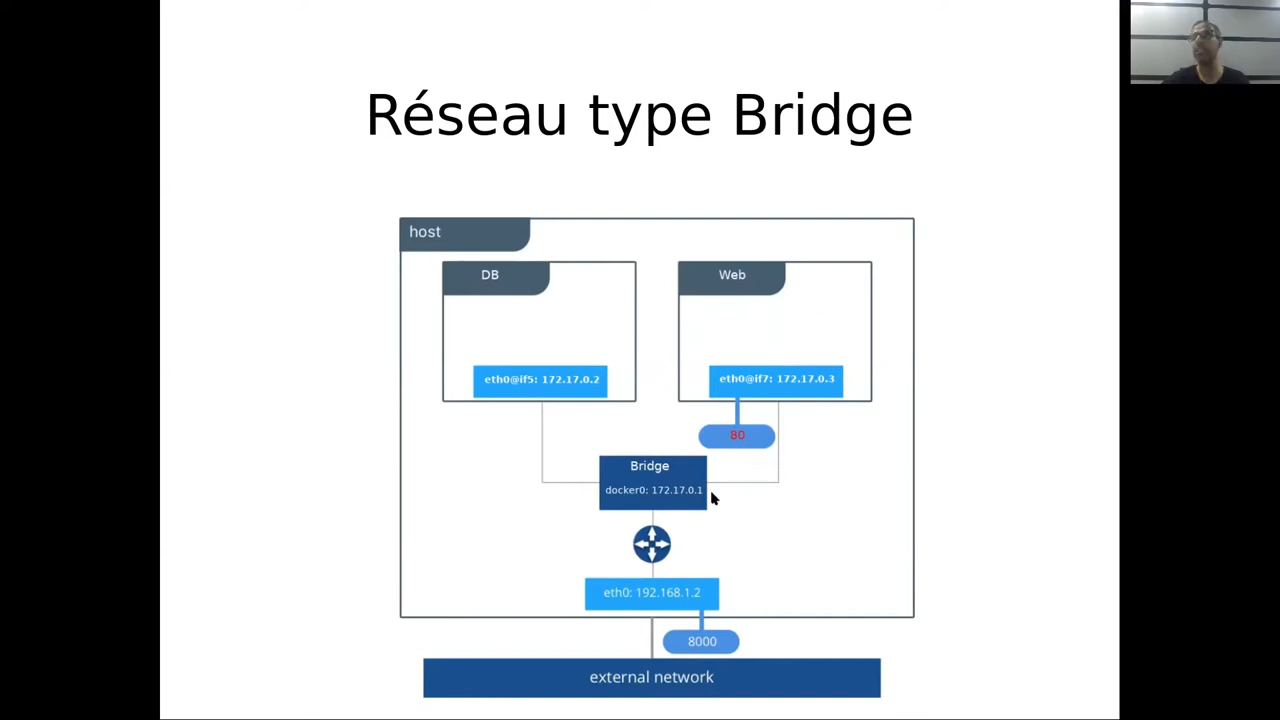 Réseau type Bridge
host
DB
Web
eth0@if5: 172.17.0.2
eth0@if7: 172.17.0.3
80
Bridge
docker0: 172.17.0.1
eth0: 192.168.1.2
8000
external network